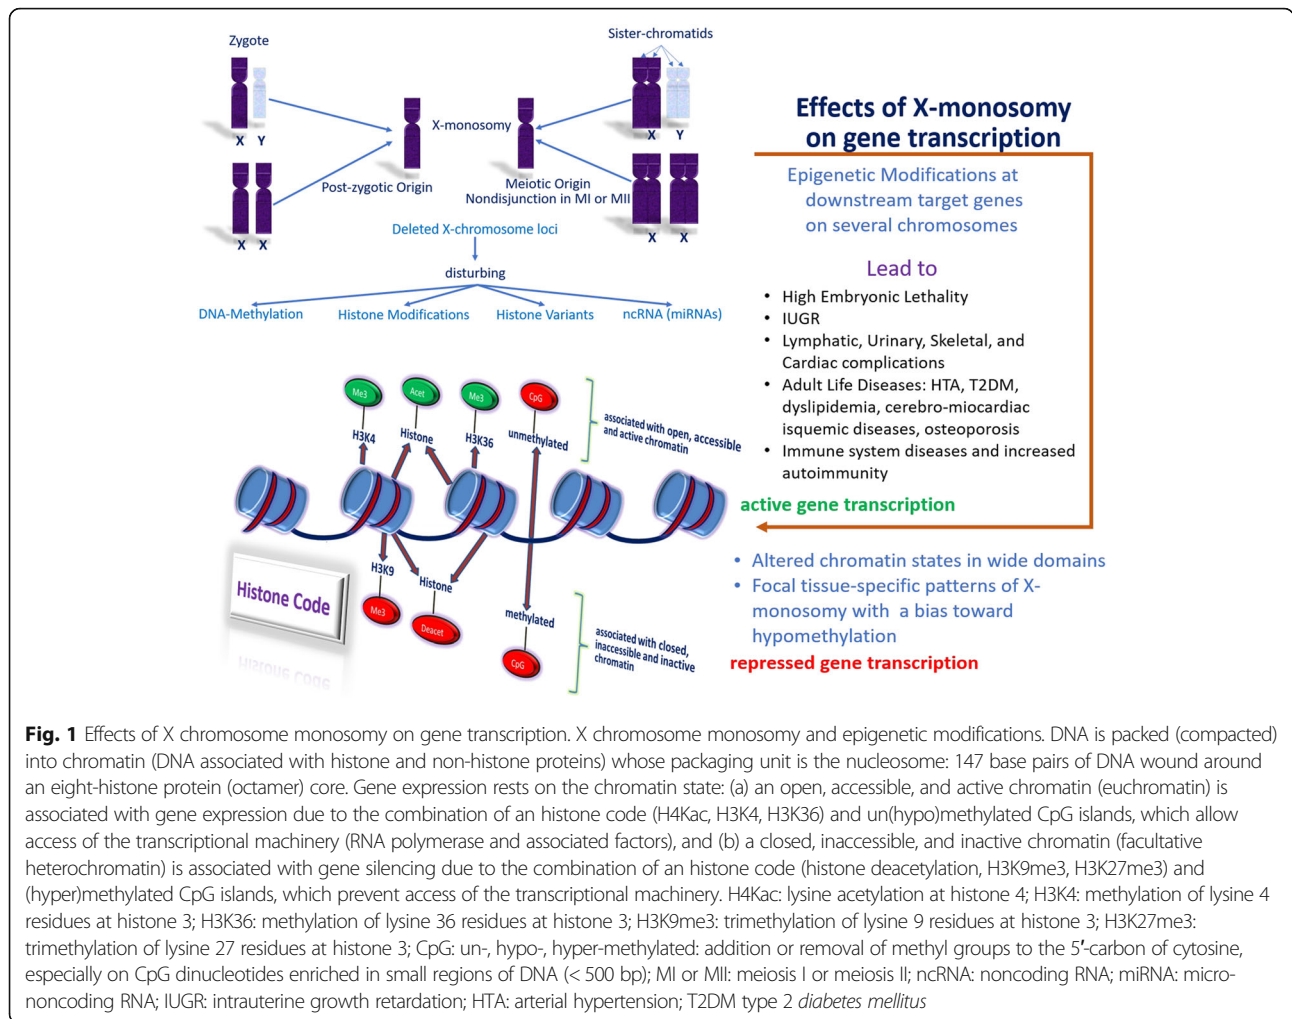 Zygote
X Y
X X
Post-zygotic Origin
X-monosomy
Sister-chromatids
X Y
X X
Meiotic Origin
Nondisjunction in MI or MII
Deleted X-chromosome loci
disturbing
DNA-Methylation
Histone Modifications
Histone Variants
ncRNA (miRNAs)
Me3
Acet
Me3
CpG
H3K4
Histone
H3K36
unmethylated
associated with open, accessible
and active chromatin
H3K9
Histone
methylated
Me3
Deacet
CpG
associated with closed,
inaccessible and inactive
chromatin
Histone Code
Histone Code
Effects of X-monosomy
on gene transcription
Epigenetic Modifications at
downstream target genes
on several chromosomes
Lead to
• High Embryonic Lethality
• IUGR
• Lymphatic, Urinary, Skeletal, and
Cardiac complications
• Adult Life Diseases: HTA, T2DM,
dyslipidemia, cerebro-miocardiac
isquemic diseases, osteoporosis
• Immune system diseases and increased
autoimmunity
active gene transcription
• Altered chromatin states in wide domains
• Focal tissue-specific patterns of X-
monosomy with a bias toward
hypomethylation
repressed gene transcription
Fig. 1 Effects of X chromosome monosomy on gene transcription. X chromosome monosomy and epigenetic modifications. DNA is packed (compacted)
into chromatin (DNA associated with histone and non-histone proteins) whose packaging unit is the nucleosome: 147 base pairs of DNA wound around
an eight-histone protein (octamer) core. Gene expression rests on the chromatin state: (a) an open, accessible, and active chromatin (euchromatin) is
associated with gene expression due to the combination of an histone code (H4Kac, H3K4, H3K36) and un(hypo)methylated CpG islands, which allow
access of the transcriptional machinery (RNA polymerase and associated factors), and (b) a closed, inaccessible, and inactive chromatin (facultative
heterochromatin) is associated with gene silencing due to the combination of an histone code (histone deacetylation, H3K9me3, H3K27me3) and
(hyper)methylated CpG islands, which prevent access of the transcriptional machinery. H4Kac: lysine acetylation at histone 4; H3K4: methylation of lysine 4
residues at histone 3; H3K36: methylation of lysine 36 residues at histone 3; H3K9me3: trimethylation of lysine 9 residues at histone 3; H3K27me3:
trimethylation of lysine 27 residues at histone 3; CpG: un-, hypo-, hyper-methylated: addition or removal of methyl groups to the 5′-carbon of cytosine,
especially on CpG dinucleotides enriched in small regions of DNA (< 500 bp); MI or MII: meiosis I or meiosis II; ncRNA: noncoding RNA; miRNA: micro-
noncoding RNA; IUGR: intrauterine growth retardation; HTA: arterial hypertension; T2DM type 2 diabetes mellitus